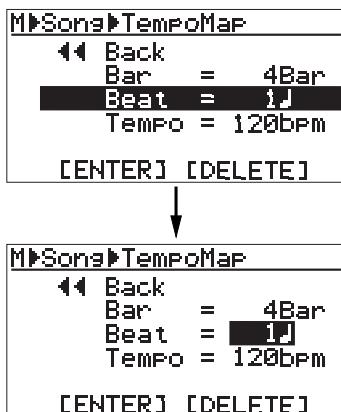 M▶Song▶TempoMap
◀◀ Back
Bar = 4Bar
Beat = 1♩
Tempo = 120bpm
[ENTER] [DELETE]
M▶Song▶TempoMap
◀◀ Back
Bar = 4Bar
Beat = 1♩
Tempo = 120bpm
[ENTER] [DELETE]